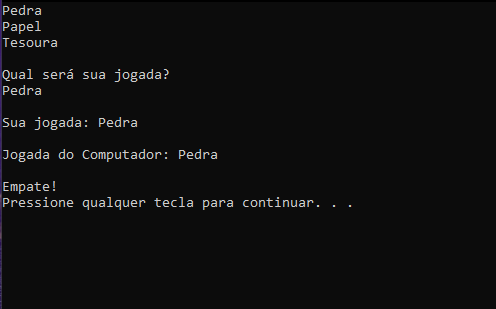 Pedra
Papel
Tesoura
Qual será sua jogada?
Pedra
Sua jogada: Pedra
Jogada do Computador: Pedra
Empate!
Pressione qualquer tecla para continuar. . .